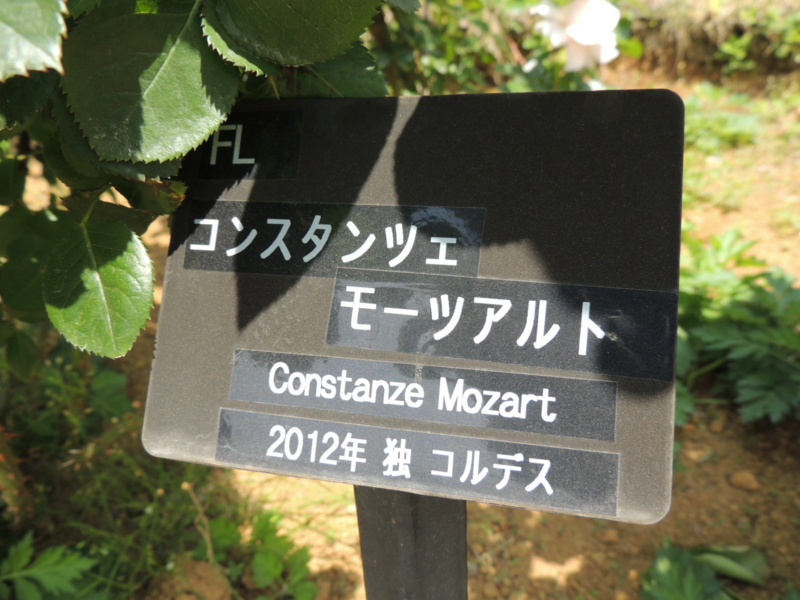 FL
コンスタンツェ
モーツアルト
Constanze Mozart
2012年 独 コルデス